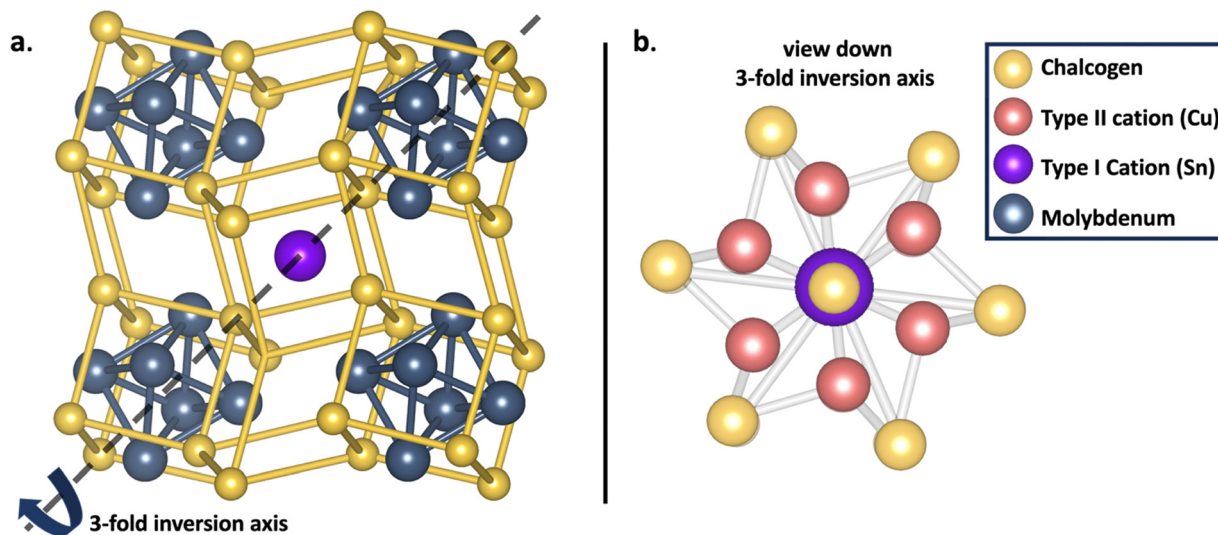 a.
3-fold inversion axis
b.
view down
3-fold inversion axis
Chalcogen
Type II cation (Cu)
Type I Cation (Sn)
Molybdenum